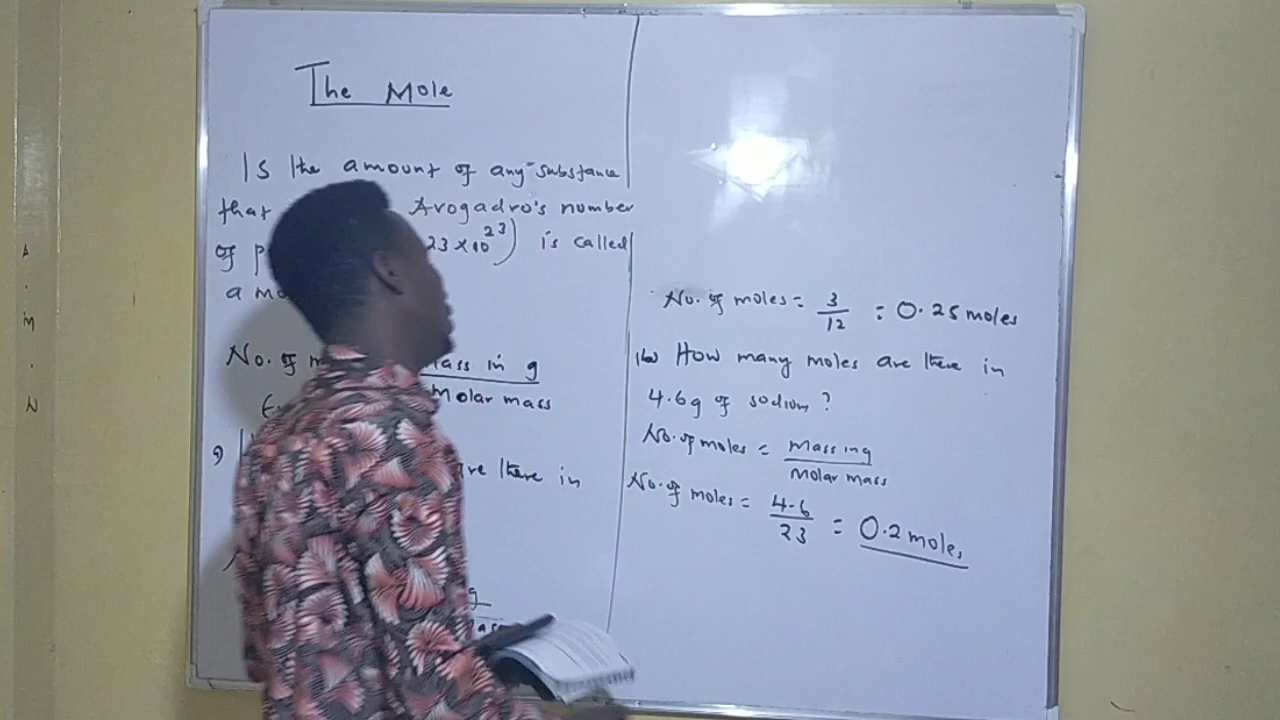 The Mole
Is the amount of any substance
that Avogadro's number
of 23 x 10^23) is called
a
No. of mass in g
Molar mass
are there in
g
No. of moles = 3/12 = 0.25 moles
(b) How many moles are there in
4.6g of sodium?
No. of moles = Mass in g / Molar mass
No. of moles = 4.6/23 = 0.2 moles
A
M
N